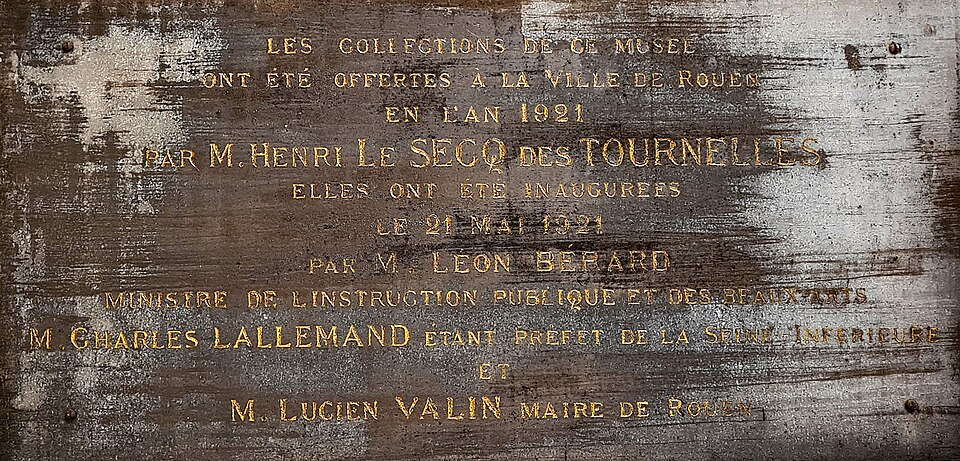 LES COLLECTIONS DE CE MUSÉE
ONT ÉTÉ OFFERTES À LA VILLE DE ROUEN
EN L'AN 1921
PAR M. HENRI LE SECQ DES TOURNELLES
ELLES ONT ÉTÉ INAUGURÉES
LE 21 MAI 1921
PAR M. LÉON BÉRARD
MINISTRE DE L'INSTRUCTION PUBLIQUE ET DES BEAUX-ARTS
M. CHARLES LALLEMAND ÉTANT PRÉFET DE LA SEINE INFÉRIEURE
ET
M. LUCIEN VALIN MAIRE DE ROUEN